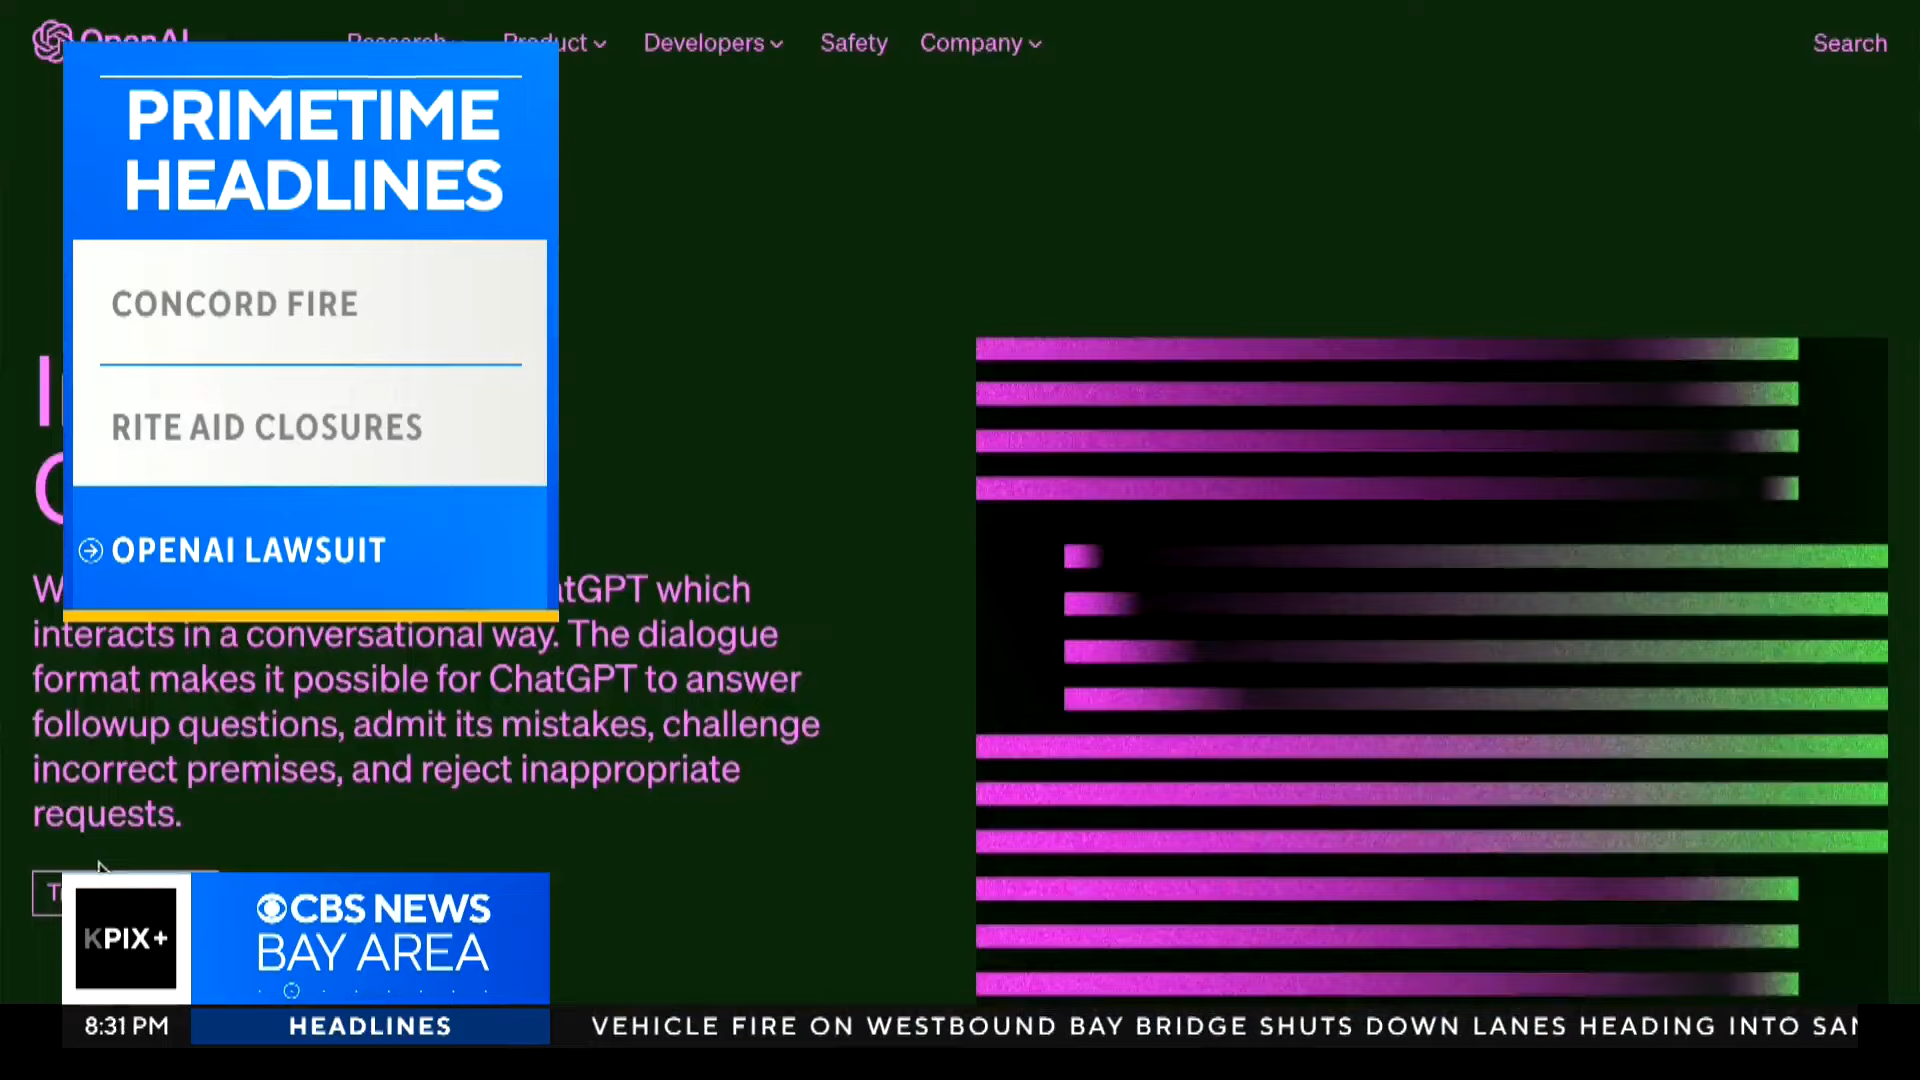 Product
Developers
Safety
Company
Search
PRIMETIME
HEADLINES
CONCORD FIRE
RITE AID CLOSURES
OPENAI LAWSUIT
which
interacts in a conversational way. The dialogue
format makes it possible for ChatGPT to answer
followup questions, admit its mistakes, challenge
incorrect premises, and reject inappropriate
requests.
KPIX+
CBS NEWS
BAY AREA
8:31 PM
HEADLINES
VEHICLE FIRE ON WESTBOUND BAY BRIDGE SHUTS DOWN LANES HEADING INTO